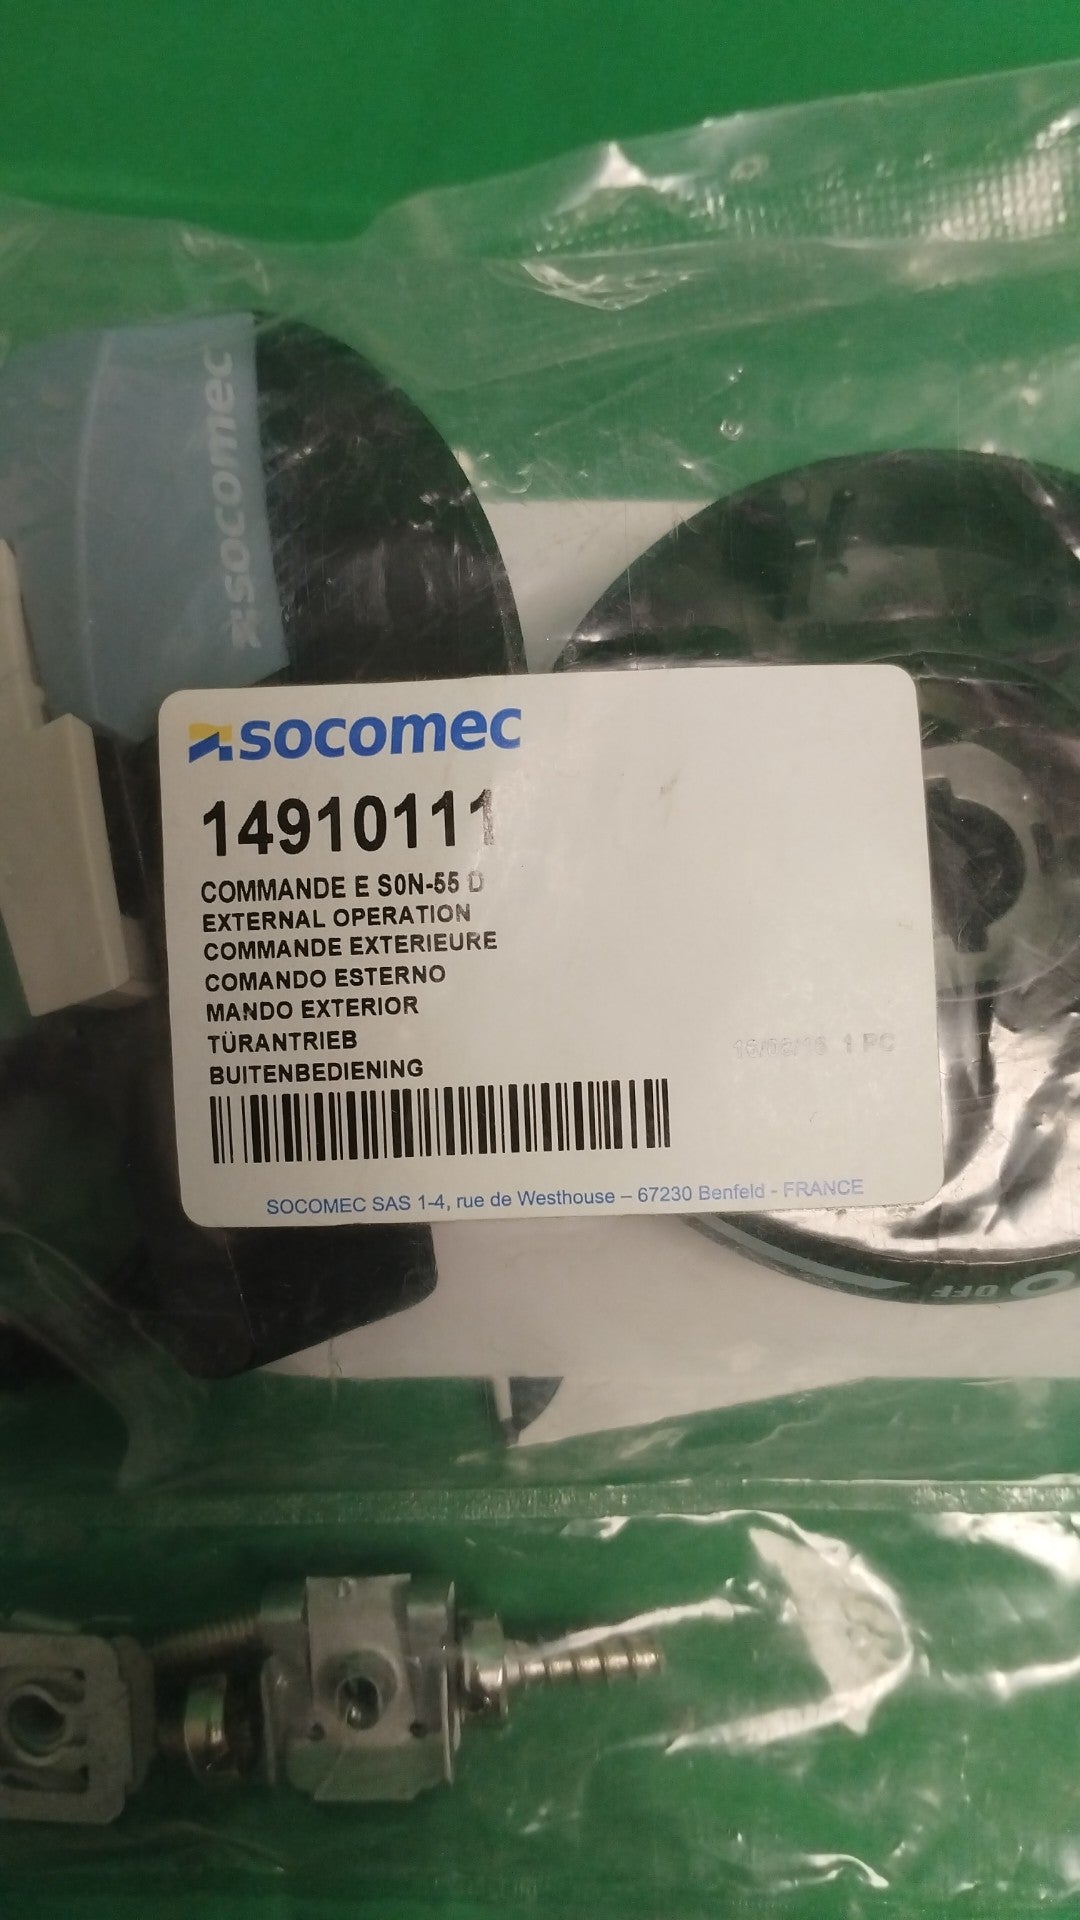 socomec
socomec
14910111
COMMANDE E S0N-55 D
EXTERNAL OPERATION
COMMANDE EXTERIEURE
COMANDO ESTERNO
MANDO EXTERIOR
TÜRANTRIEB
BUITENBEDIENING
1 PC
SOCOMEC SAS 1-4, rue de Westhouse – 67230 Benfeld - FRANCE
O OFF